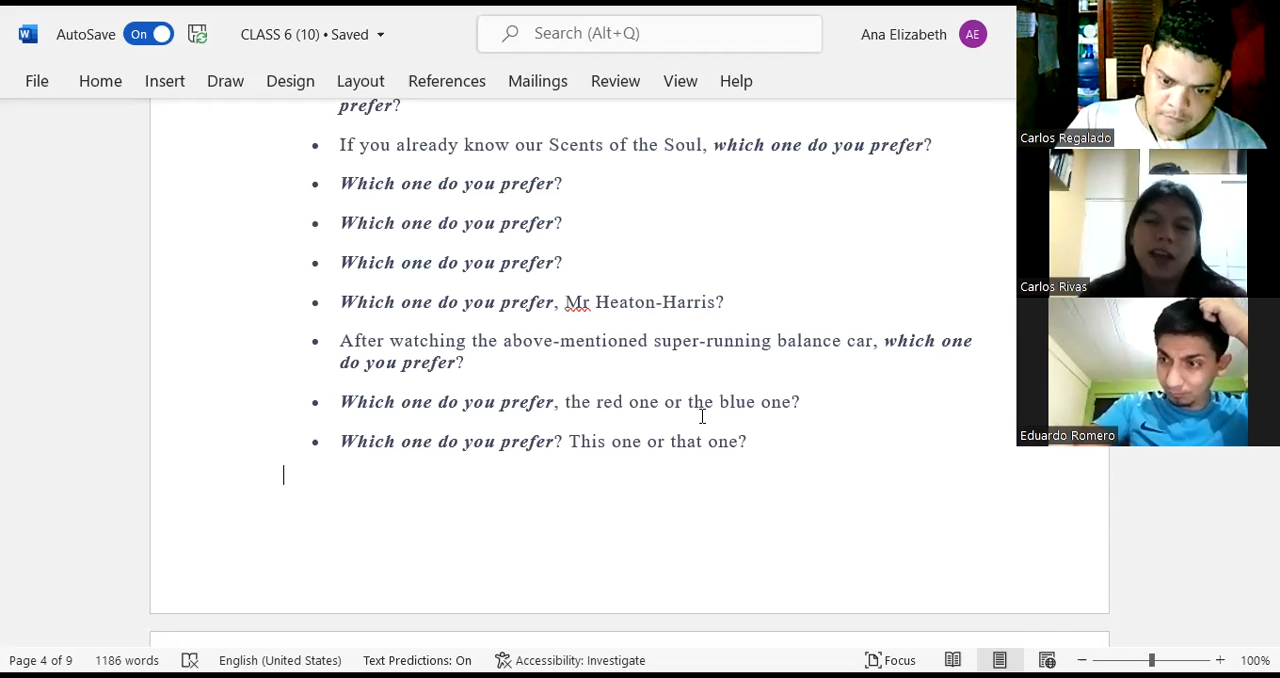 AutoSave On CLASS 6 (10) • Saved Search (Alt+Q) Ana Elizabeth AE
File Home Insert Draw Design Layout References Mailings Review View Help
prefer?
• If you already know our Scents of the Soul, which one do you prefer?
• Which one do you prefer?
• Which one do you prefer?
• Which one do you prefer?
• Which one do you prefer, Mr Heaton-Harris?
• After watching the above-mentioned super-running balance car, which one
do you prefer?
• Which one do you prefer, the red one or the blue one?
• Which one do you prefer? This one or that one?
Carlos Regalado
Carlos Rivas
Eduardo Romero
Page 4 of 9 1186 words English (United States) Text Predictions: On Accessibility: Investigate Focus 100%